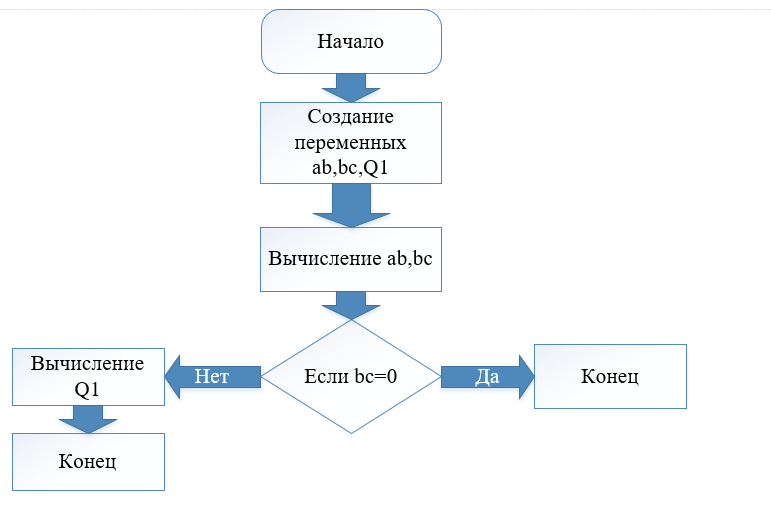 Начало
Создание
переменных
ab,bc,Q1
Вычисление ab,bc
Вычисление
Q1
Нет
Если bc=0
Да
Конец
Конец